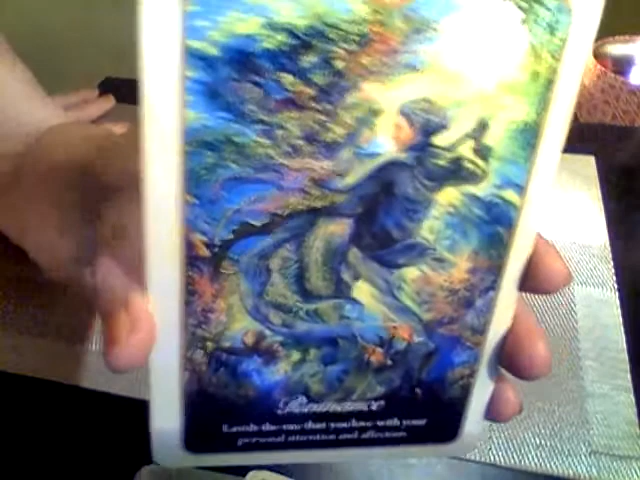 Romance
Lavish the one that you love with your
personal attention and affection.